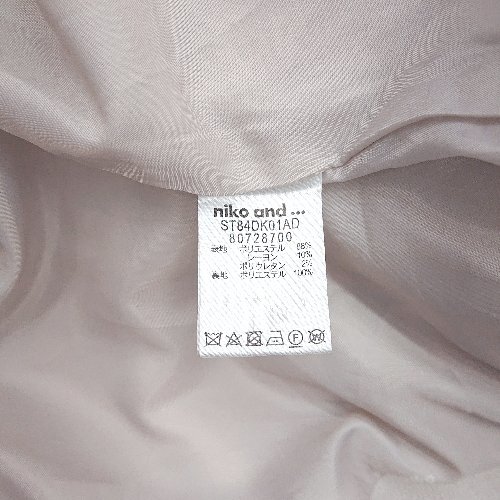 niko and ...
ST84DK01AD
80728700
表地 ポリエステル 88%
レーヨン 10%
ポリウレタン 2%
裏地 ポリエステル 100%